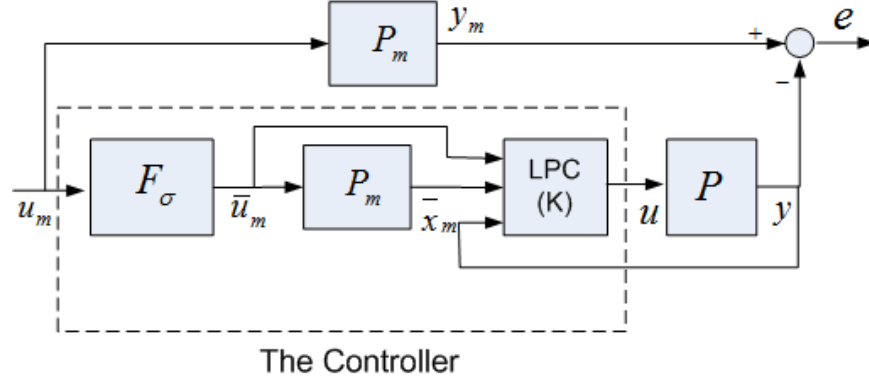 P_m
y_m
+
e
-
u_m
F_σ
ū_m
P_m
x̄_m
LPC
(K)
u
P
y
The Controller